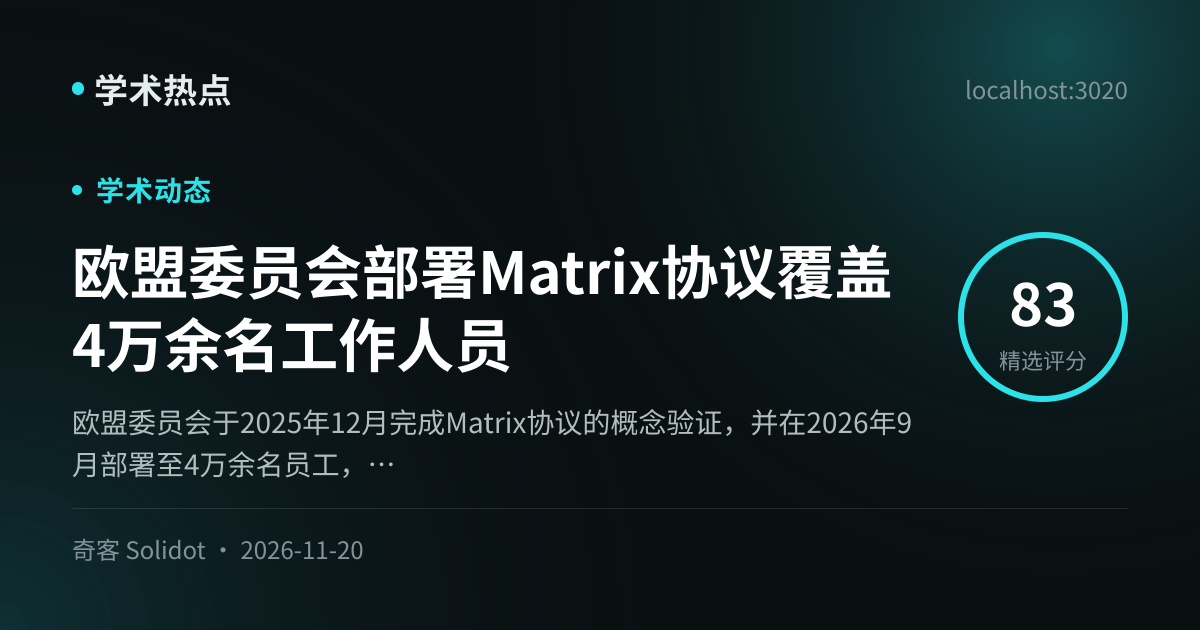 学术热点
localhost:3020
学术动态
欧盟委员会部署Matrix协议覆盖
4万余名工作人员
83
精选评分
欧盟委员会于2025年12月完成Matrix协议的概念验证，并在2026年9
月部署至4万余名员工，…
奇客 Solidot · 2026-11-20